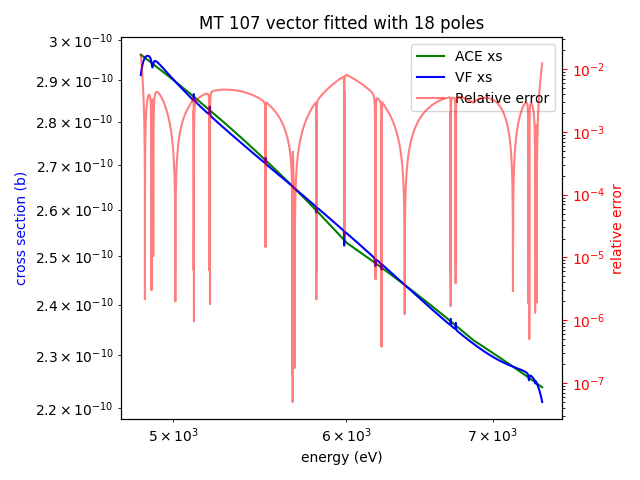 MT 107 vector fitted with 18 poles
ACE xs
VF xs
Relative error
3 × 10⁻¹⁰
2.9 × 10⁻¹⁰
2.8 × 10⁻¹⁰
2.7 × 10⁻¹⁰
2.6 × 10⁻¹⁰
2.5 × 10⁻¹⁰
2.4 × 10⁻¹⁰
2.3 × 10⁻¹⁰
2.2 × 10⁻¹⁰
cross section (b)
10⁻²
10⁻³
10⁻⁴
10⁻⁵
10⁻⁶
10⁻⁷
relative error
5 × 10³
6 × 10³
7 × 10³
energy (eV)